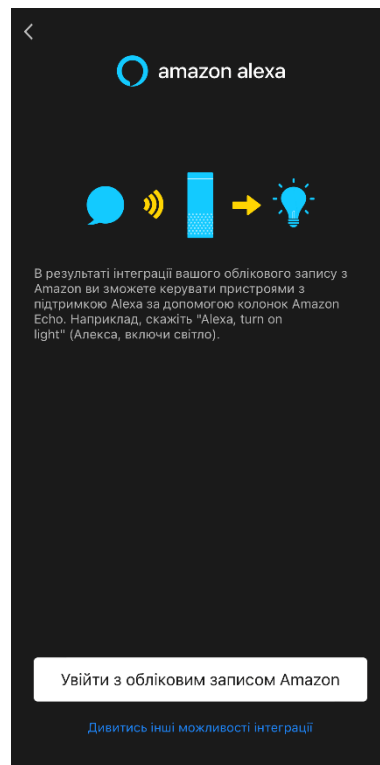 amazon alexa
В результаті інтеграції вашого облікового запису з
Amazon ви зможете керувати пристроями з
підтримкою Alexa за допомогою колонок Amazon
Echo. Наприклад, скажіть "Alexa, turn on
light" (Алекса, включи світло).
Увійти з обліковим записом Amazon
Дивитись інші можливості інтеграції